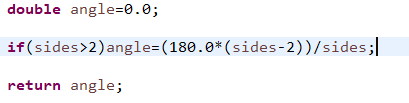 double angle=0.0;
if(sides>2)angle=(180.0*(sides-2))/sides;
return angle;